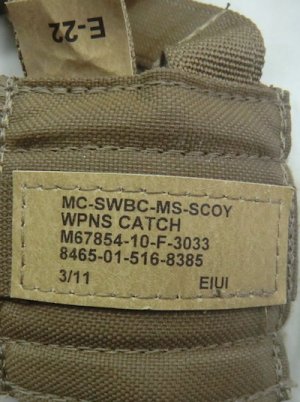 E-22
MC-SWBC-MS-SCOY
WPNS CATCH
M67854-10-F-3033
8465-01-516-8385
3/11 EIUI